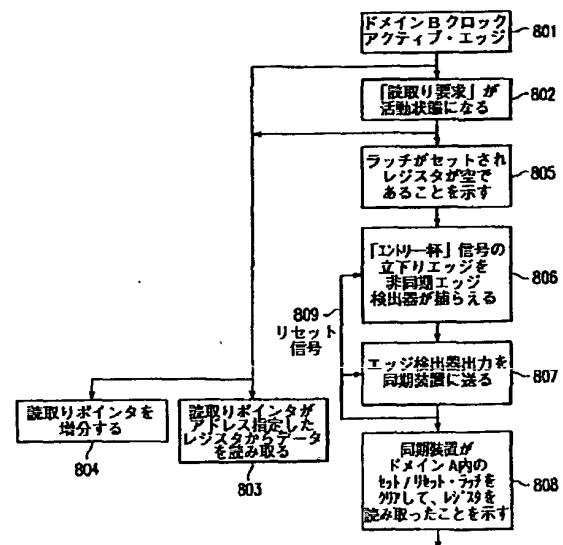 ドメインBクロック
アクティブ・エッジ
801
「読取り要求」が
活動状態になる
802
ラッチがセットされ
レジスタが空で
あることを示す
805
「エントリ一杯」信号の
立下りエッジを
非同期エッジ
検出器が捕らえる
806
809
リセット
信号
エッジ検出器出力を
同期装置に送る
807
読取りポインタを
増分する
804
読取りポインタが
アドレス指定した
レジスタからデータ
を読み取る
803
同期装置が
ドメインA内の
セット/リセット・ラッチを
クリアして、レジスタを
読み取ったことを示す
808